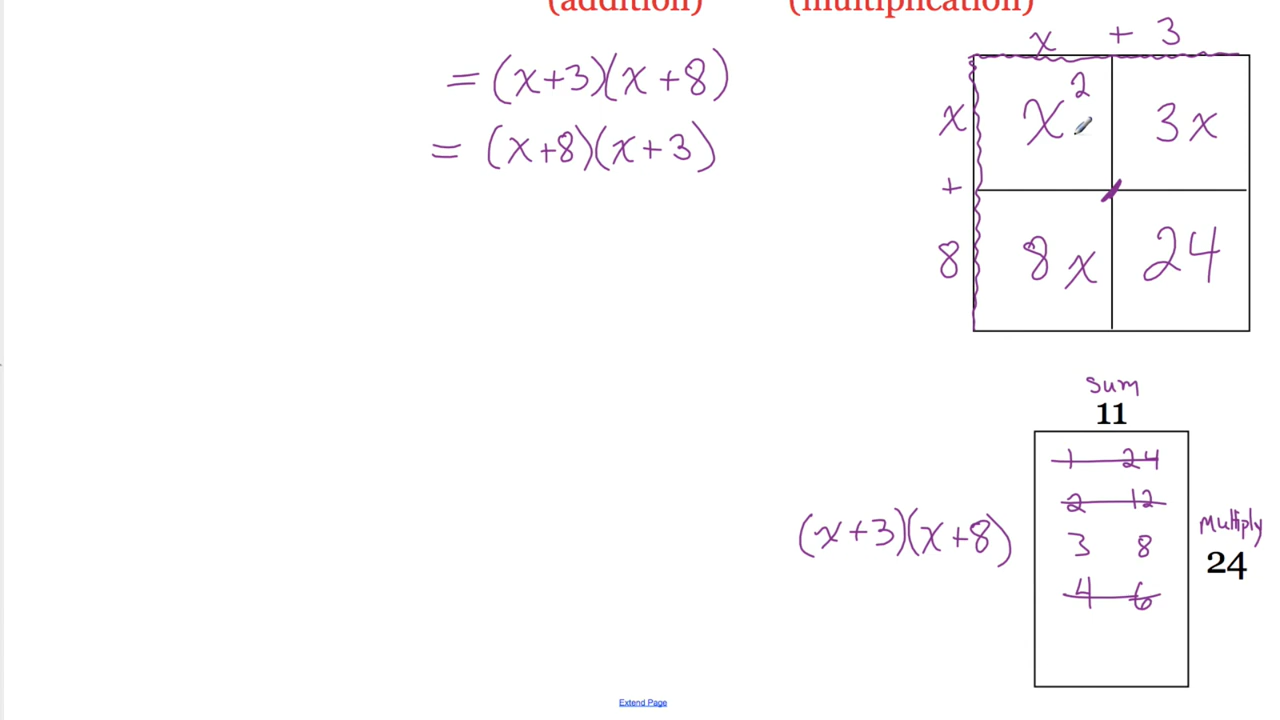 (addition) (multiplication)
= (x+3)(x+8)
= (x+8)(x+3)
x + 3
x x² 3x
+
8 8x 24
Sum
11
1 24
2 12
(x+3)(x+8) 3 8 Multiply
24
4 6
Extend Page